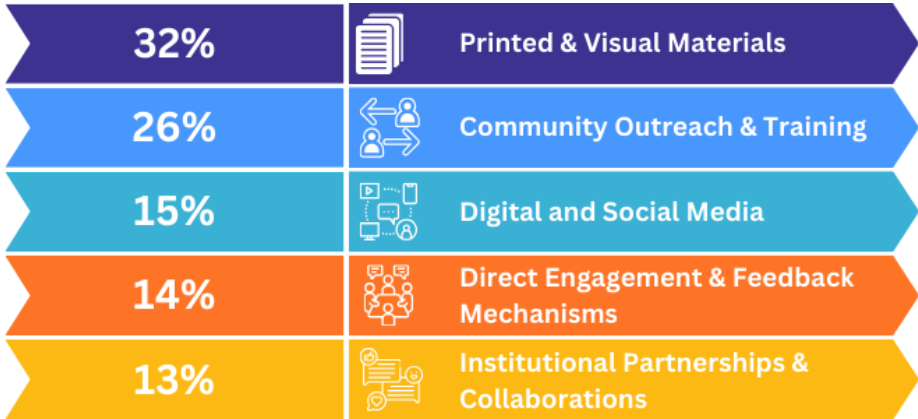 32%
Printed & Visual Materials
26%
Community Outreach & Training
15%
Digital and Social Media
14%
Direct Engagement & Feedback
Mechanisms
13%
Institutional Partnerships &
Collaborations